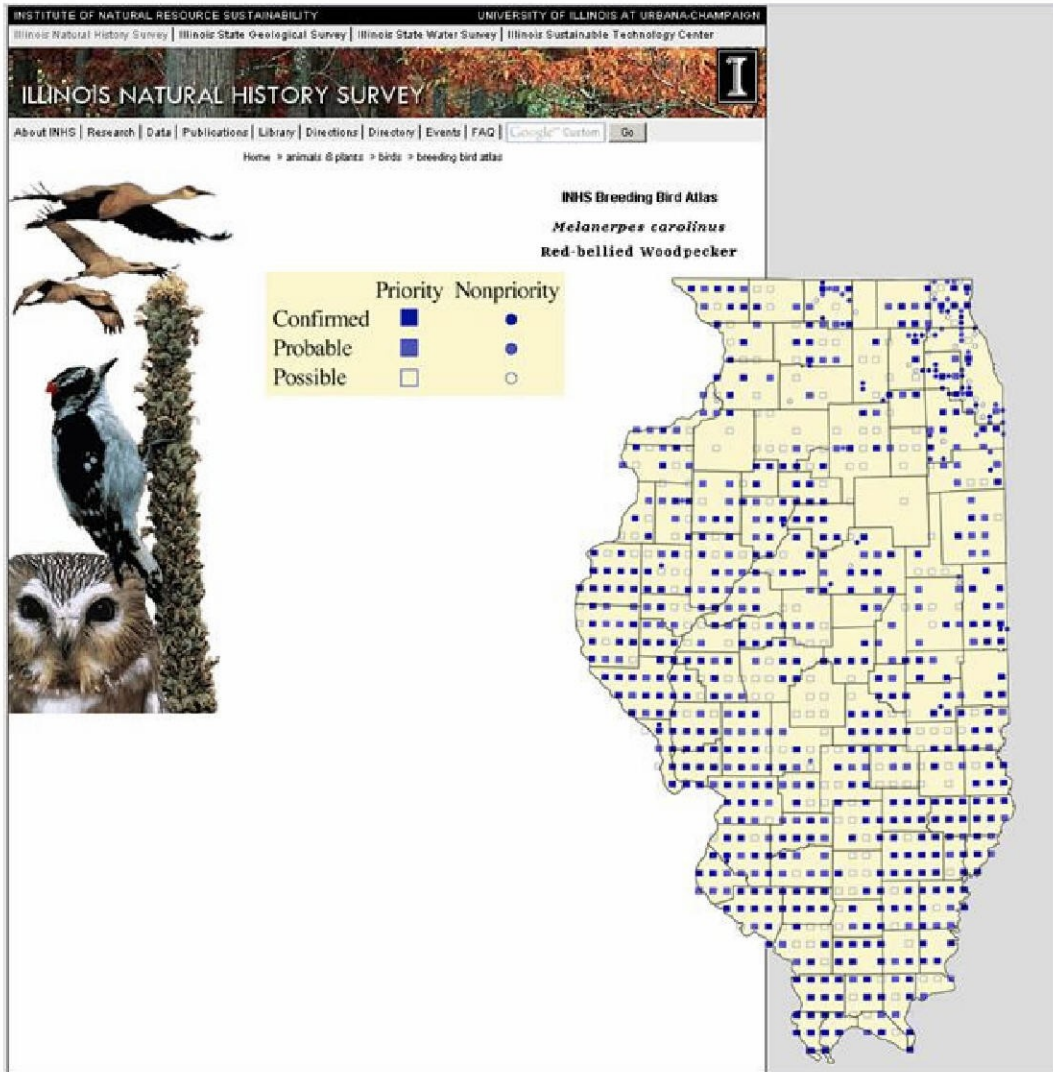 INSTITUTE OF NATURAL RESOURCE SUSTAINABILITY UNIVERSITY OF ILLINOIS AT URBANA-CHAMPAIGN
Illinois Natural History Survey | Illinois State Geological Survey | Illinois State Water Survey | Illinois Sustainable Technology Center
ILLINOIS NATURAL HISTORY SURVEY I
About INHS | Research | Data | Publications | Library | Directions | Directory | Events | FAQ | Google™ Custom Go
Home > animals & plants > birds > breeding bird atlas
INHS Breeding Bird Atlas
Melanerpes carolinus
Red-bellied Woodpecker
Priority Nonpriority
Confirmed
Probable
Possible